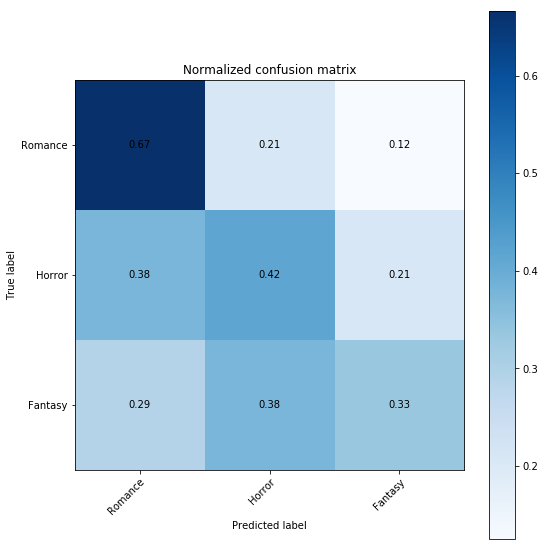 Normalized confusion matrix
True label
Romance
0.67 0.21 0.12
Horror
0.38 0.42 0.21
Fantasy
0.29 0.38 0.33
Romance Horror Fantasy
Predicted label
0.6
0.5
0.4
0.3
0.2